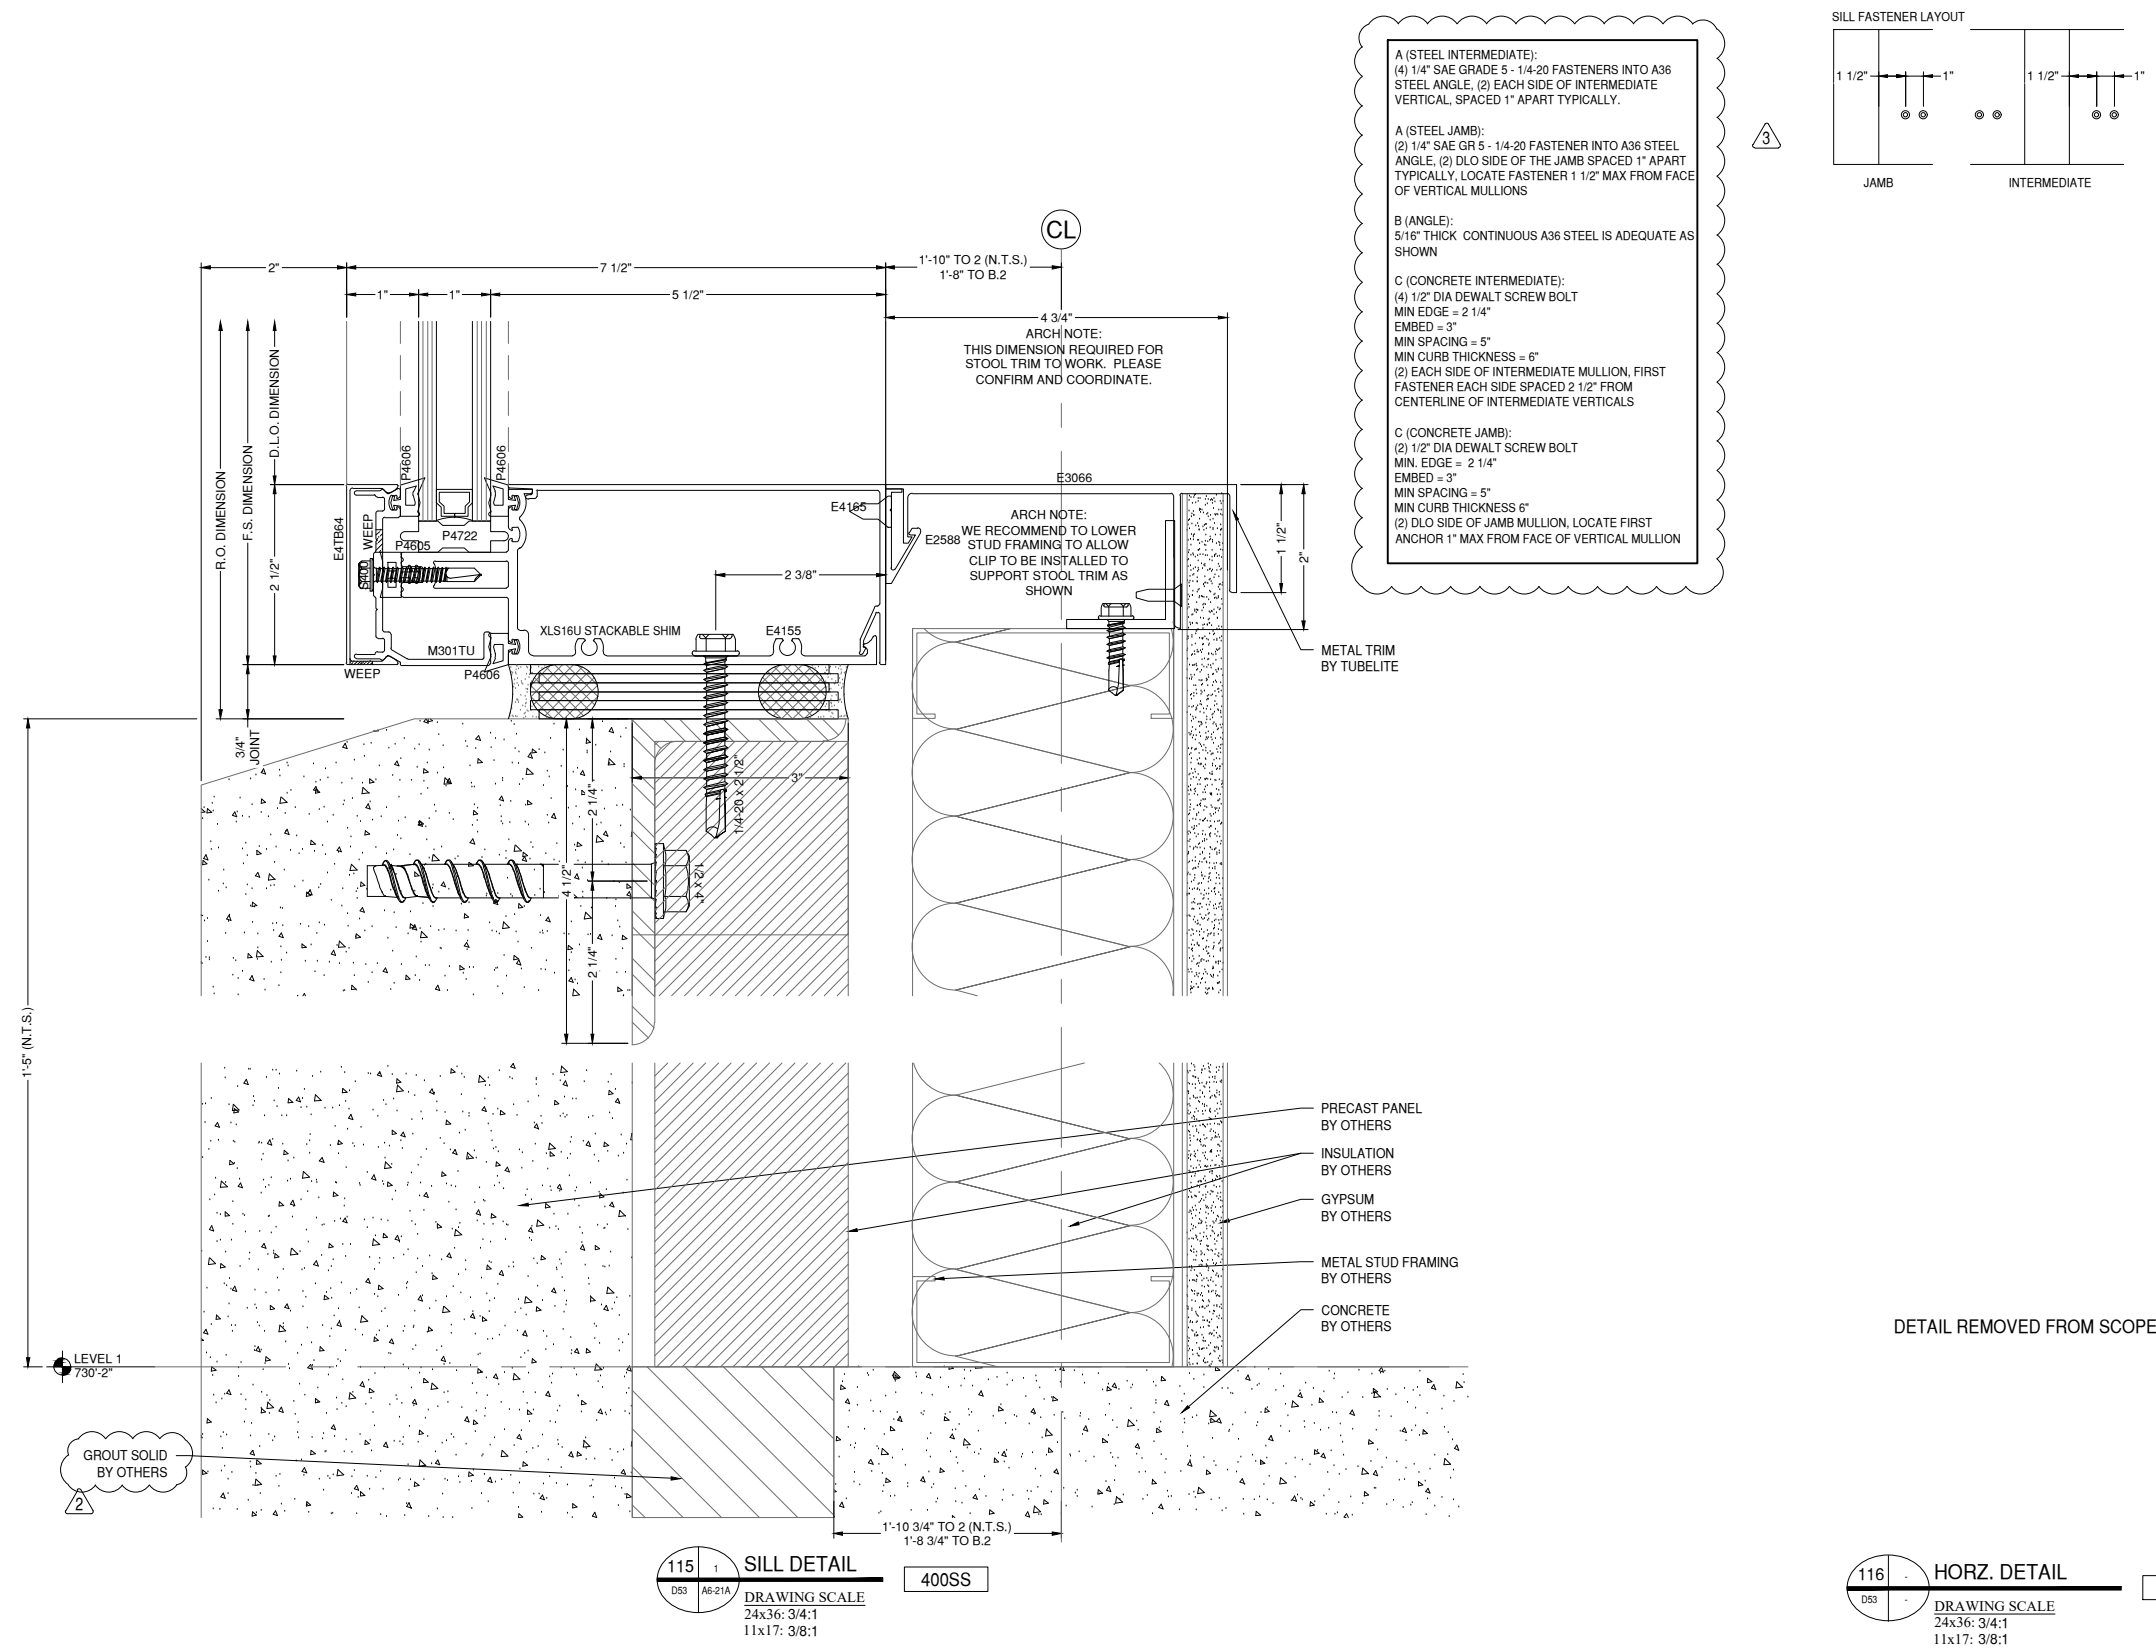 SILL FASTENER LAYOUT
1 1/2"
1"
1 1/2"
1"
JAMB
INTERMEDIATE
A (STEEL INTERMEDIATE):
(4) 1/4" SAE GRADE 5 - 1/4-20 FASTENERS INTO A36
STEEL ANGLE, (2) EACH SIDE OF INTERMEDIATE
VERTICAL, SPACED 1" APART TYPICALLY.
A (STEEL JAMB):
(2) 1/4" SAE GR 5 - 1/4-20 FASTENER INTO A36 STEEL
ANGLE, (2) DLO SIDE OF THE JAMB SPACED 1" APART
TYPICALLY, LOCATE FASTENER 1 1/2" MAX FROM FACE
OF VERTICAL MULLIONS
B (ANGLE):
5/16" THICK CONTINUOUS A36 STEEL IS ADEQUATE AS
SHOWN
C (CONCRETE INTERMEDIATE):
(4) 1/2" DIA DEWALT SCREW BOLT
MIN EDGE = 2 1/4"
EMBED = 3"
MIN SPACING = 5"
MIN CURB THICKNESS = 6"
(2) EACH SIDE OF INTERMEDIATE MULLION, FIRST
FASTENER EACH SIDE SPACED 2 1/2" FROM
CENTERLINE OF INTERMEDIATE VERTICALS
C (CONCRETE JAMB):
(2) 1/2" DIA DEWALT SCREW BOLT
MIN. EDGE = 2 1/4"
EMBED = 3"
MIN SPACING = 5"
MIN CURB THICKNESS 6"
(2) DLO SIDE OF JAMB MULLION, LOCATE FIRST
ANCHOR 1" MAX FROM FACE OF VERTICAL MULLION
3
CL
2"
7 1/2"
1'-10" TO 2 (N.T.S.)
1'-8" TO B.2
1"
1"
5 1/2"
4 3/4"
ARCH NOTE:
THIS DIMENSION REQUIRED FOR
STOOL TRIM TO WORK. PLEASE
CONFIRM AND COORDINATE.
R.O. DIMENSION
F.S. DIMENSION
D.L.O. DIMENSION
2 1/2"
3/4"
JOINT
P4606
P4606
E4TB64
WEEP
P4605
P4722
S400
M301TU
WEEP
P4606
XLS16U STACKABLE SHIM
E4155
2 3/8"
E4165
E2588
E3066
ARCH NOTE:
WE RECOMMEND TO LOWER
STUD FRAMING TO ALLOW
CLIP TO BE INSTALLED TO
SUPPORT STOOL TRIM AS
SHOWN
1 1/2"
2"
METAL TRIM
BY TUBELITE
3"
1/4-20 x 2 1/2"
1/2 x 4"
4 1/2"
2 1/4"
2 1/4"
1'-5" (N.T.S.)
PRECAST PANEL
BY OTHERS
INSULATION
BY OTHERS
GYPSUM
BY OTHERS
METAL STUD FRAMING
BY OTHERS
CONCRETE
BY OTHERS
DETAIL REMOVED FROM SCOPE
LEVEL 1
730'-2"
GROUT SOLID
BY OTHERS
2
1'-10 3/4" TO 2 (N.T.S.)
1'-8 3/4" TO B.2
115
1
D53
A6-21A
SILL DETAIL
DRAWING SCALE
24x36: 3/4:1
11x17: 3/8:1
400SS
116
-
D53
-
HORZ. DETAIL
DRAWING SCALE
24x36: 3/4:1
11x17: 3/8:1